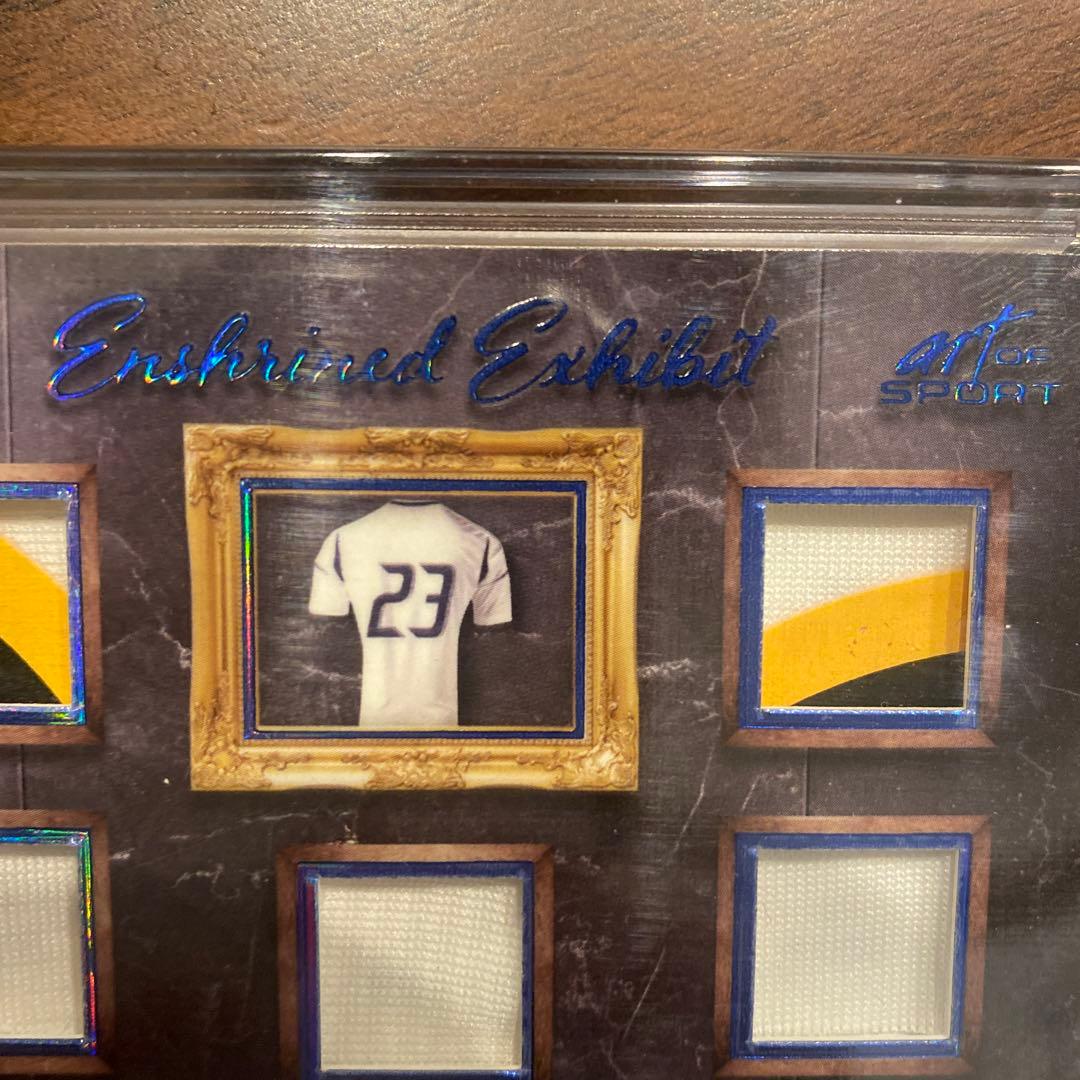 Enshrined Exhibit
art OF
SPORT
23